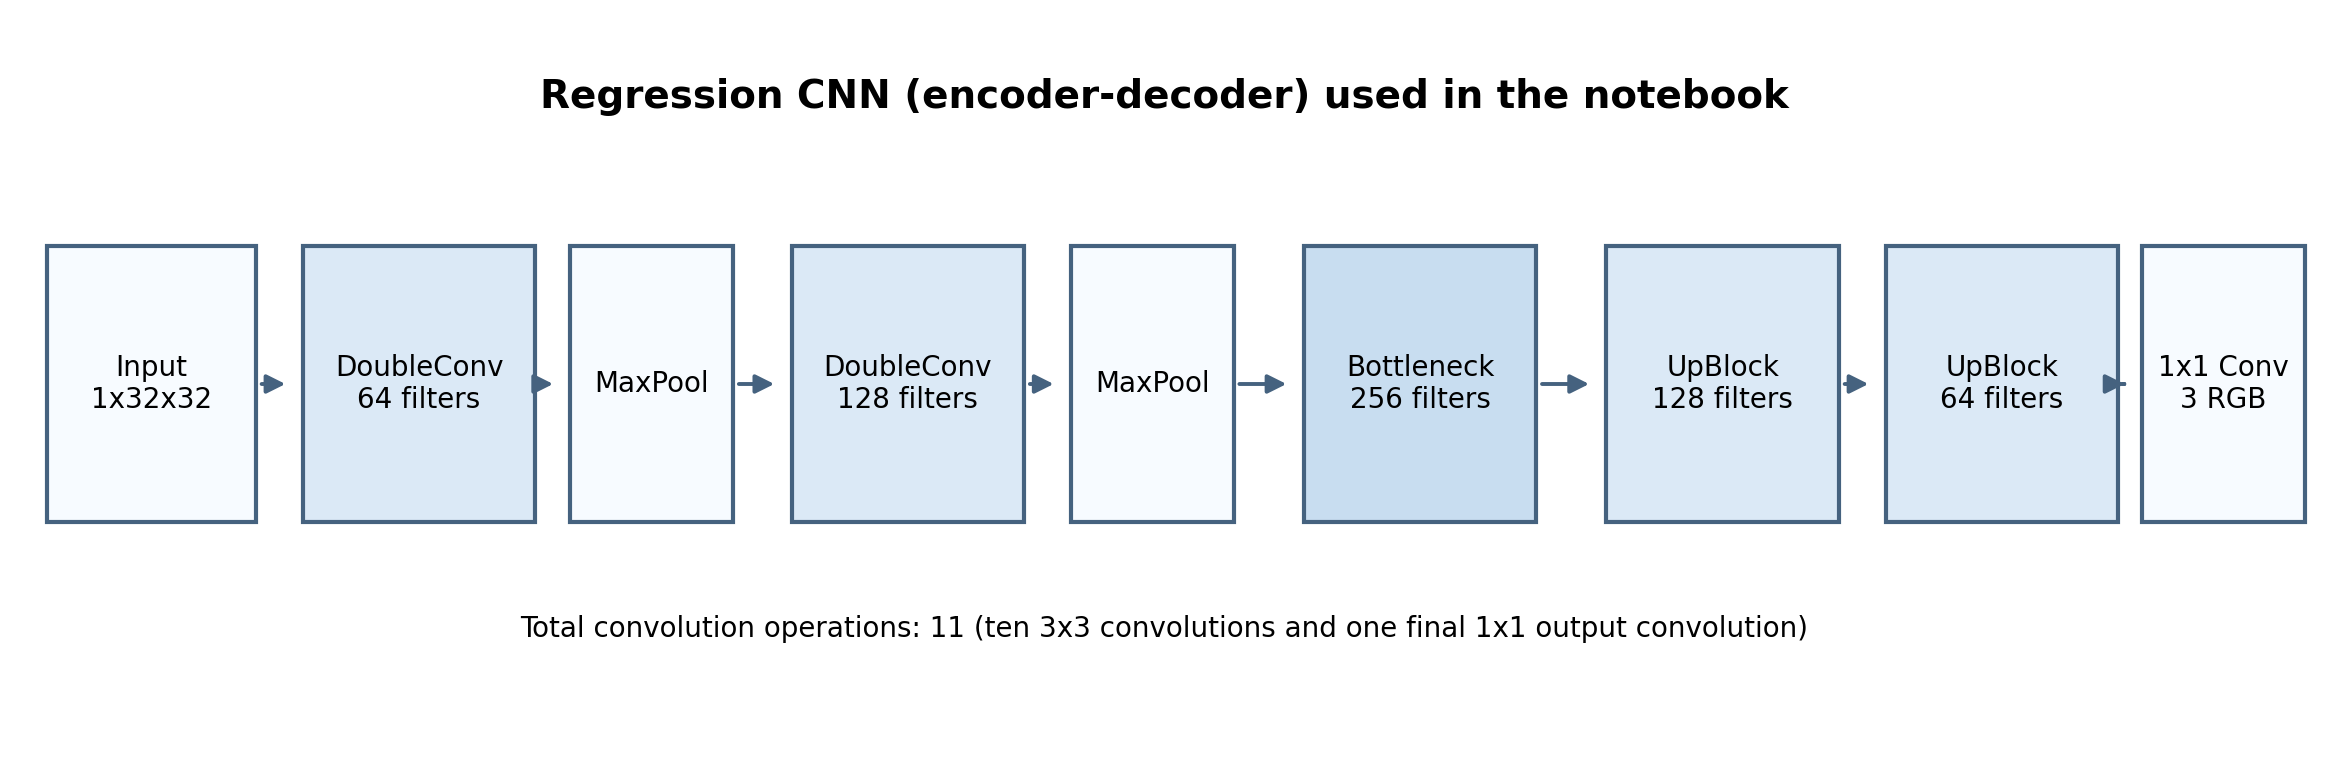 Regression CNN (encoder-decoder) used in the notebook
Input
1x32x32
DoubleConv
64 filters
MaxPool
DoubleConv
128 filters
MaxPool
Bottleneck
256 filters
UpBlock
128 filters
UpBlock
64 filters
1x1 Conv
3 RGB
Total convolution operations: 11 (ten 3x3 convolutions and one final 1x1 output convolution)